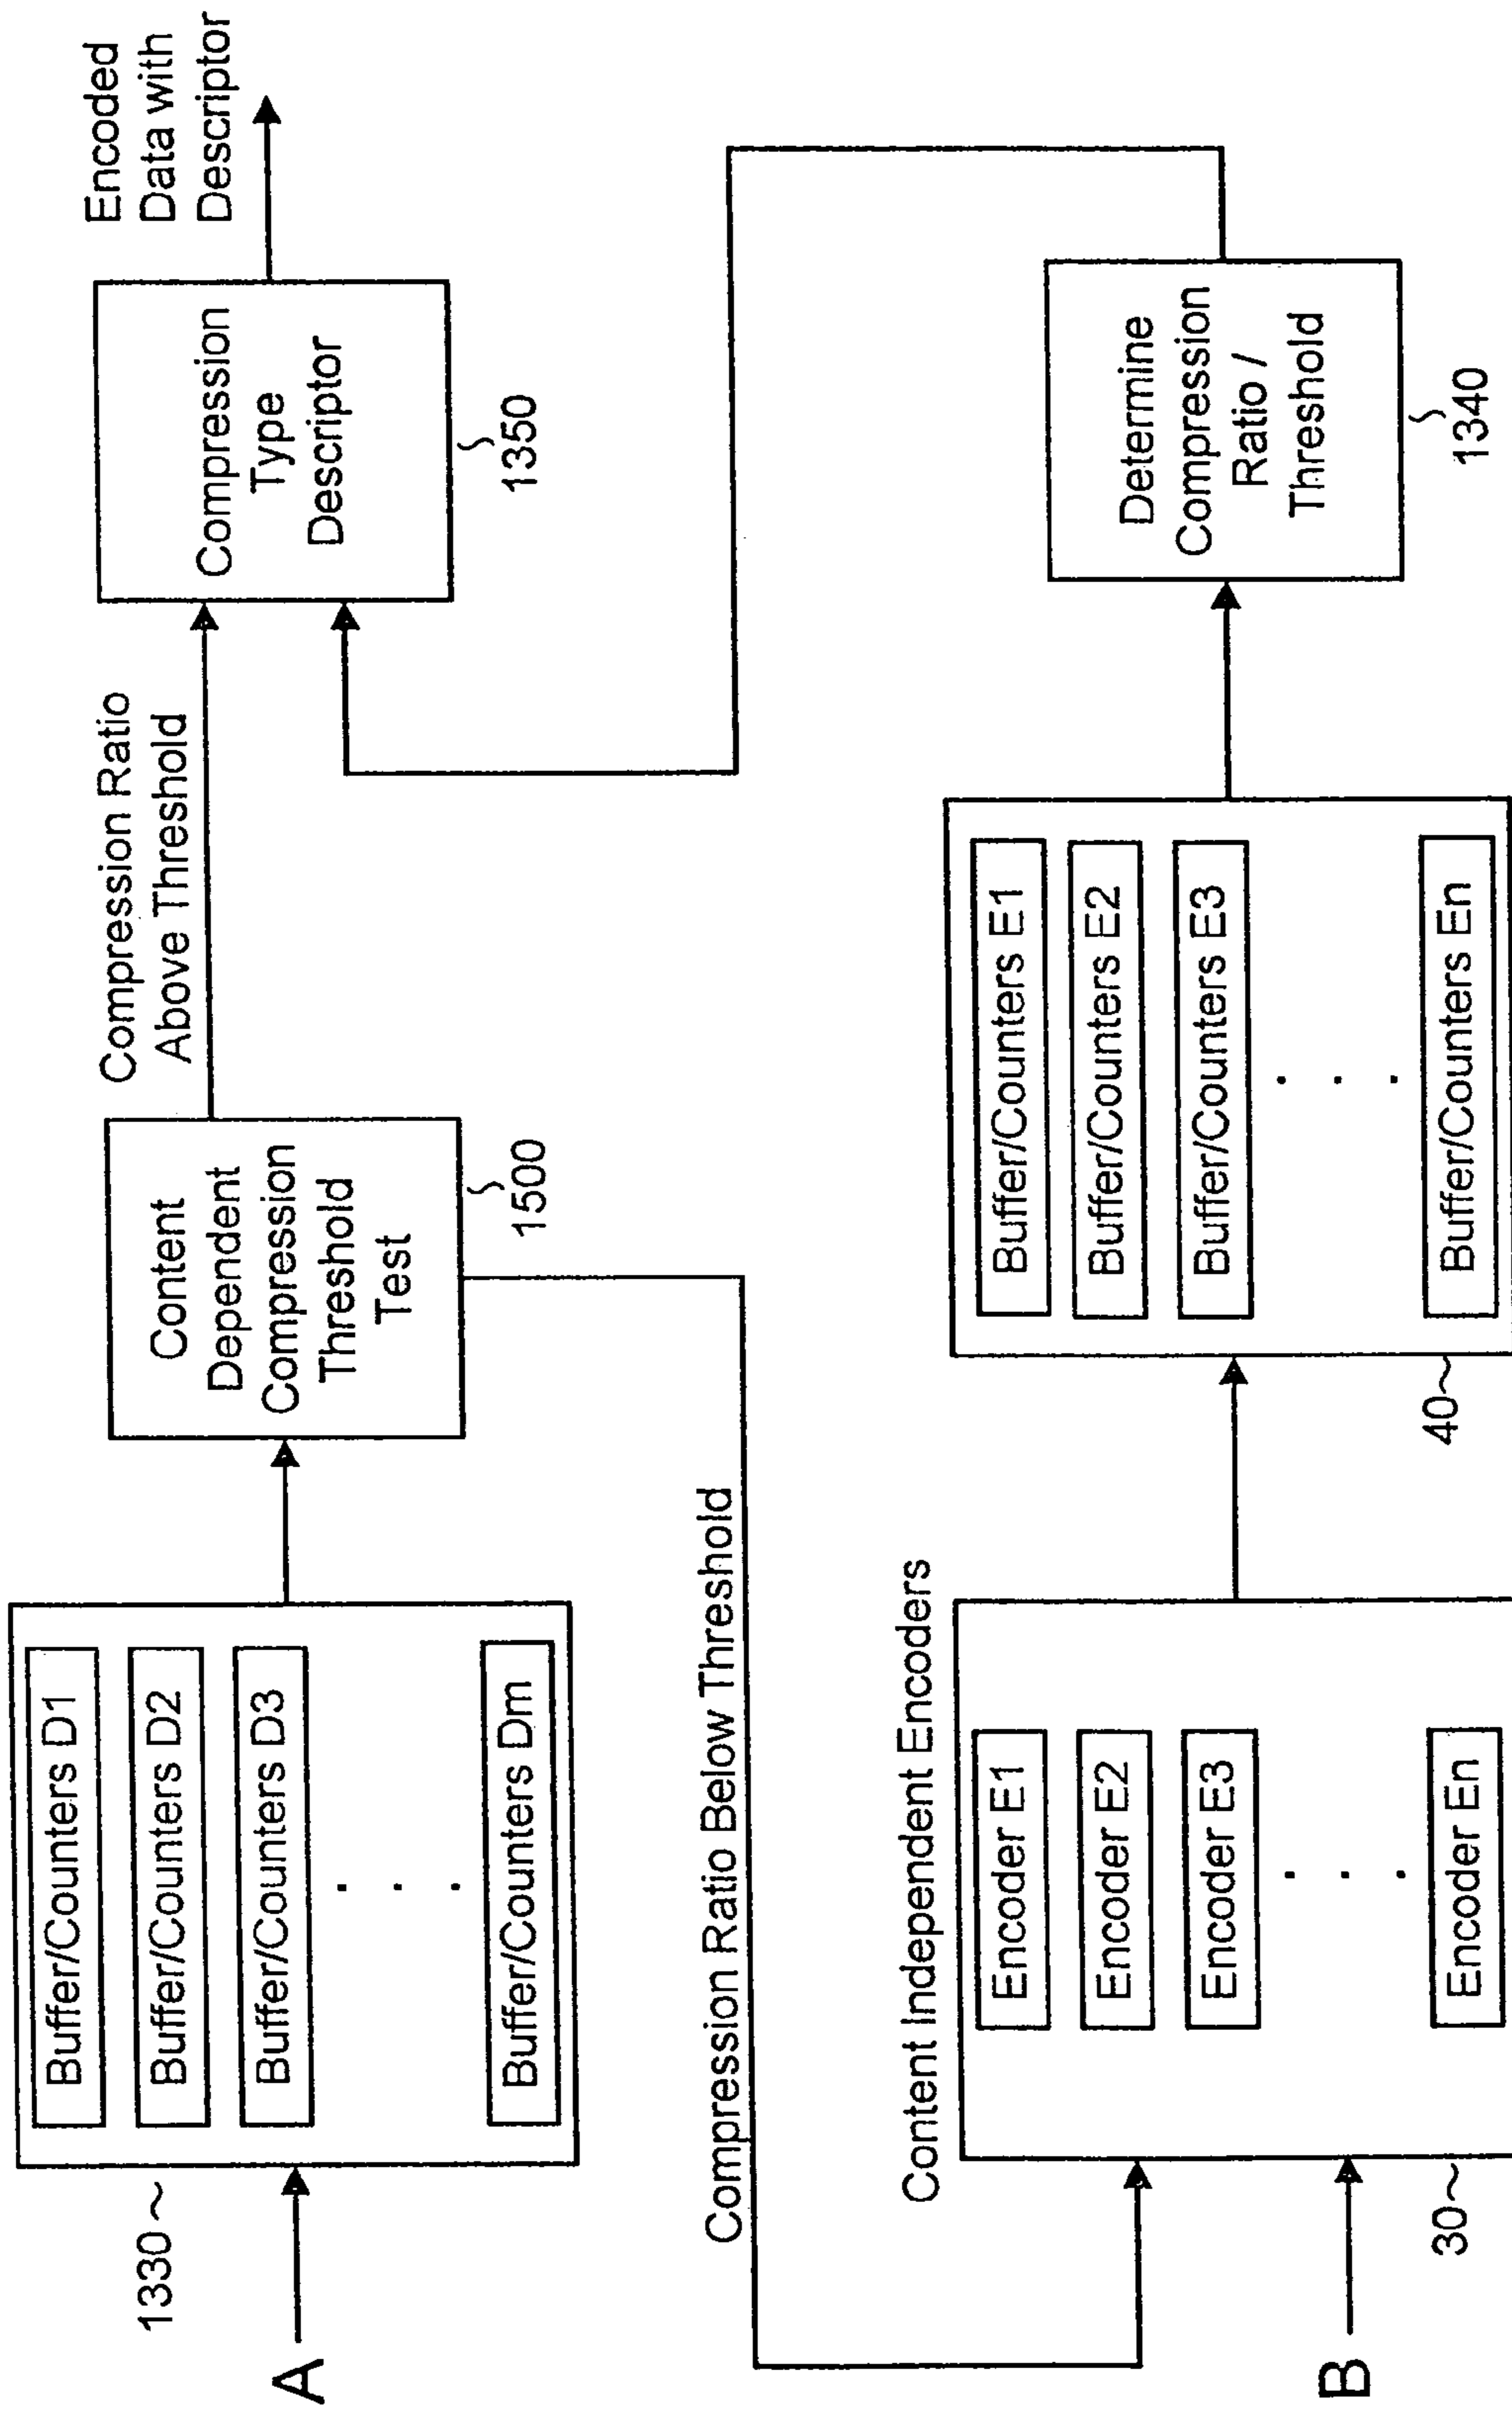 A
1330
Buffer/Counters D1
Buffer/Counters D2
Buffer/Counters D3
. . .
Buffer/Counters Dm
Content
Dependent
Compression
Threshold
Test
1500
Compression Ratio
Above Threshold
Compression
Type
Descriptor
1350
Encoded
Data with
Descriptor
Compression Ratio Below Threshold
B
Content Independent Encoders
30
Encoder E1
Encoder E2
Encoder E3
. . .
Encoder En
40
Buffer/Counters E1
Buffer/Counters E2
Buffer/Counters E3
. . .
Buffer/Counters En
Determine
Compression
Ratio /
Threshold
1340